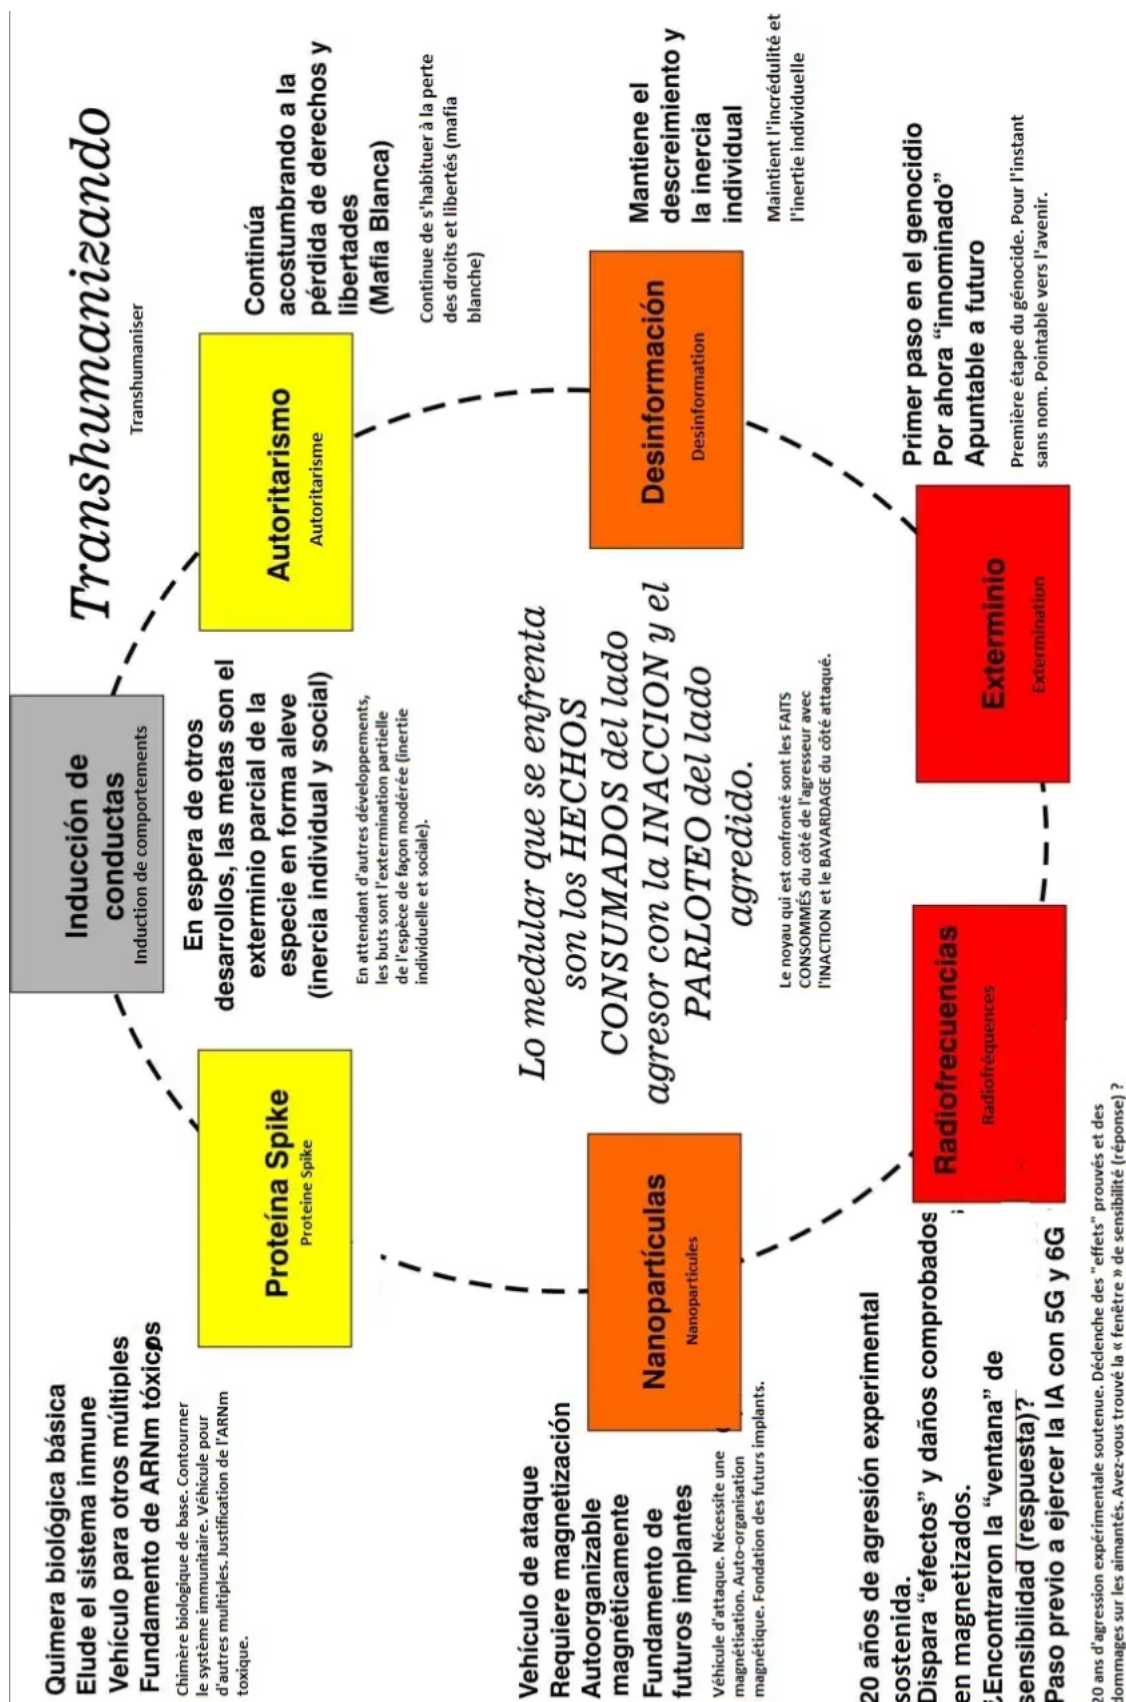 Transhumanizando
Transhumaniser
Inducción de
conductas
Induction de comportements
Quimera biológica básica
Elude el sistema inmune
Vehículo para otros múltiples
Fundamento de ARNm tóxicos
Chimère biologique de base. Contourner
le système immunitaire. Véhicule pour
d'autres multiples. Justification de l'ARNm
toxique.
Proteína Spike
Proteine Spike
En espera de otros
desarrollos, las metas son el
exterminio parcial de la
especie en forma aleve
(inercia individual y social)
En attendant d'autres développements,
les buts sont l'extermination partielle
de l'espèce de façon modérée (inertie
individuelle et sociale).
Autoritarismo
Autoritarisme
Continúa
acostumbrando a la
pérdida de derechos y
libertades
(Mafia Blanca)
Continue de s'habituer à la perte
des droits et libertés (mafia
blanche)
Vehículo de ataque
Requiere magnetización
Autoorganizable
magnéticamente
Fundamento de
futuros implantes
Véhicule d'attaque. Nécessite une
magnétisation. Auto-organisation
magnétique. Fondation des futurs implants.
Nanopartículas
Nanoparticules
Lo medular que se enfrenta
son los HECHOS
CONSUMADOS del lado
agresor con la INACCION y el
PARLOTEO del lado
agredido.
Le noyau qui est confronté sont les FAITS
CONSOMMÉS du côté de l'agresseur avec
l'INACTION et le BAVARDAGE du côté attaqué.
Desinformación
Desinformation
Mantiene el
descreimiento y
la inercia
individual
Maintient l'incrédulité et
l'inertie individuelle
20 años de agresión experimental
sostenida.
Dispara “efectos” y daños comprobados
en magnetizados.
¿Encontraron la “ventana” de
sensibilidad (respuesta)?
Paso previo a ejercer la IA con 5G y 6G
20 ans d'agression expérimentale soutenue. Déclenche des "effets" prouvés et des
dommages sur les aimantés. Avez-vous trouvé la « fenêtre » de sensibilité (réponse) ?
Radiofrecuencias
Radiofréquences
Exterminio
Extermination
Primer paso en el genocidio
Por ahora “innominado”
Apuntable a futuro
Première étape du génocide. Pour l'instant
sans nom. Pointable vers l'avenir.